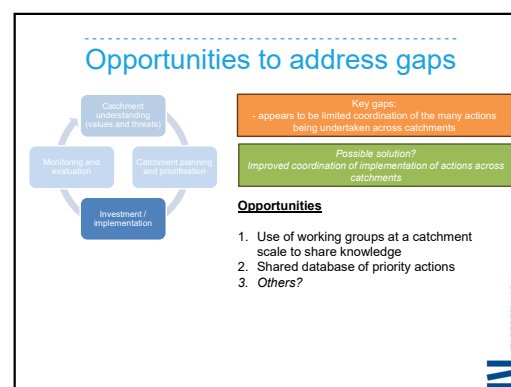 Opportunities to address gaps
Catchment
understanding
(values and threats)
Monitoring and
evaluation
Catchment planning
and prioritisation
Investment /
implementation
Key gaps:
- appears to be limited coordination of the many actions
being undertaken across catchments
Possible solution?
Improved coordination of implementation of actions across
catchments
Opportunities
1. Use of working groups at a catchment
scale to share knowledge
2. Shared database of priority actions
3. Others?